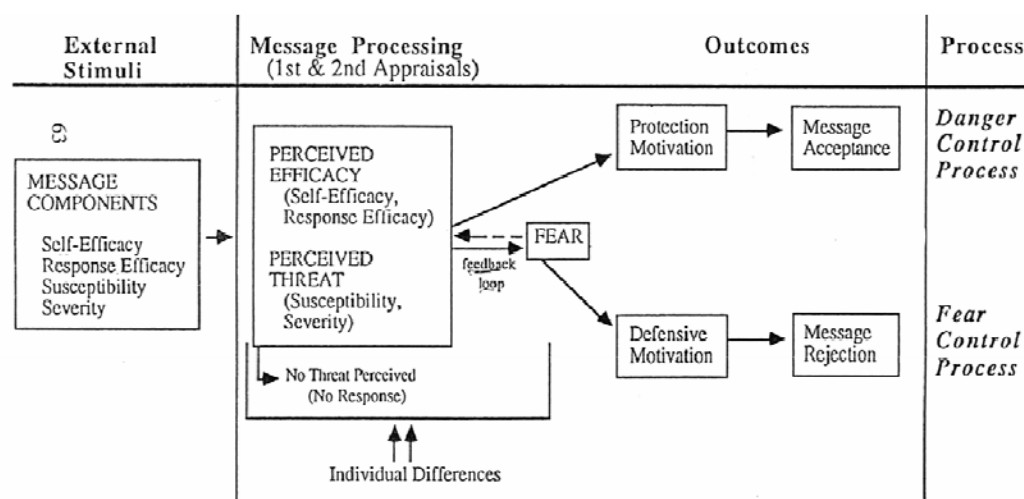 External
Stimuli
Message Processing
(1st & 2nd Appraisals)
Outcomes
Process
63
MESSAGE
COMPONENTS
Self-Efficacy
Response Efficacy
Susceptibility
Severity
PERCEIVED
EFFICACY
(Self-Efficacy,
Response Efficacy)
PERCEIVED
THREAT
(Susceptibility,
Severity)
No Threat Perceived
(No Response)
Individual Differences
feedback
loop
FEAR
Protection
Motivation
Message
Acceptance
Defensive
Motivation
Message
Rejection
Danger
Control
Process
Fear
Control
Process